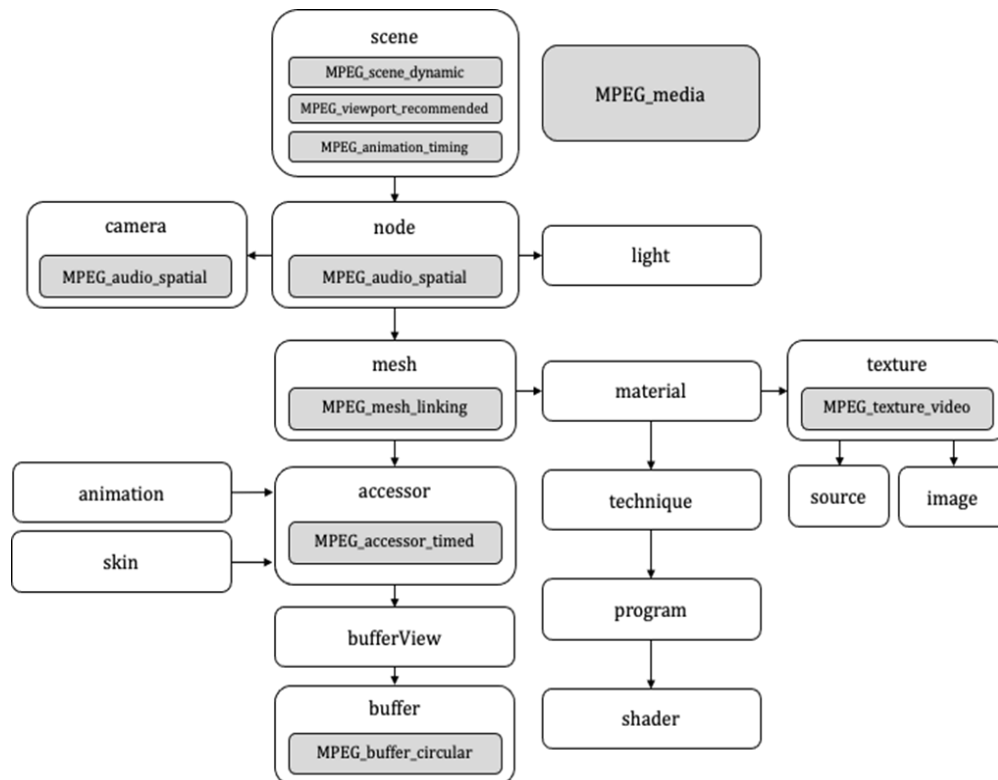 scene
MPEG_scene_dynamic
MPEG_viewport_recommended
MPEG_animation_timing
MPEG_media
camera
MPEG_audio_spatial
node
MPEG_audio_spatial
light
mesh
MPEG_mesh_linking
material
texture
MPEG_texture_video
animation
skin
accessor
MPEG_accessor_timed
technique
source
image
bufferView
program
buffer
MPEG_buffer_circular
shader